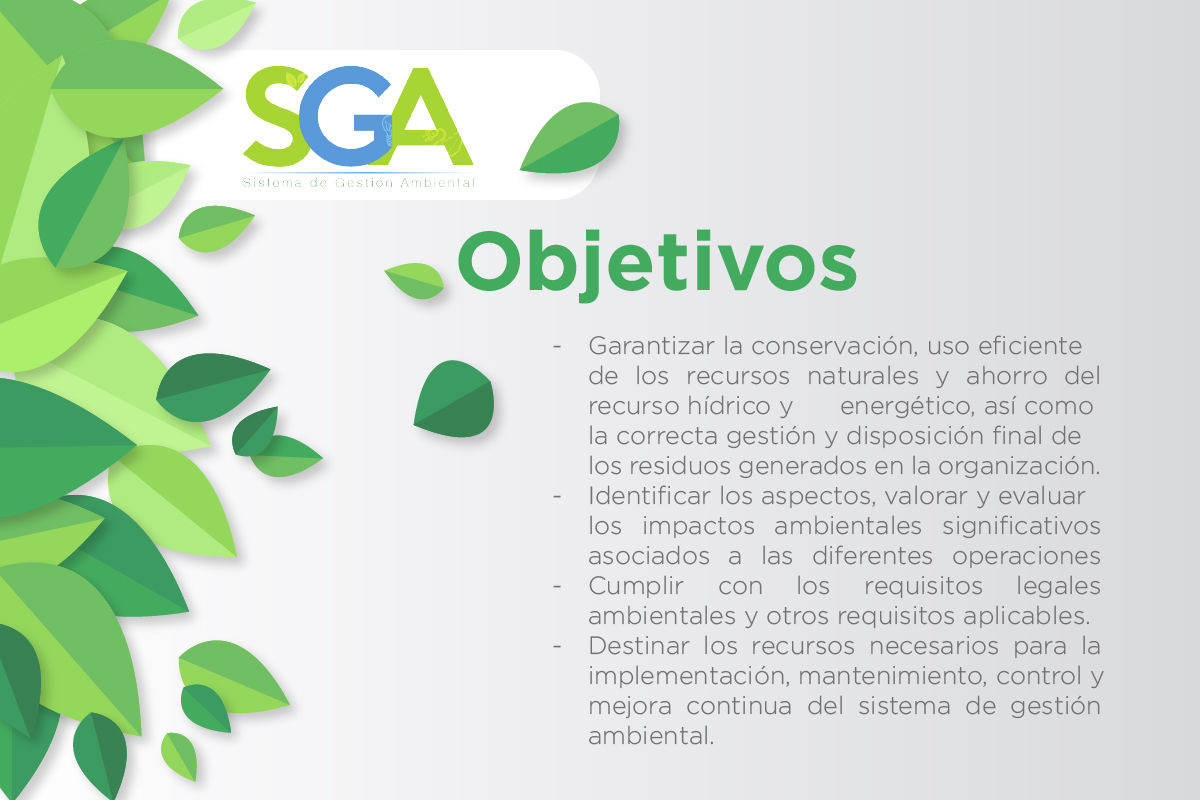 SGA
Sistema de Gestión Ambiental
Objetivos
- Garantizar la conservación, uso eficiente
de los recursos naturales y ahorro del
recurso hídrico y energético, así como
la correcta gestión y disposición final de
los residuos generados en la organización.
- Identificar los aspectos, valorar y evaluar
los impactos ambientales significativos
asociados a las diferentes operaciones
- Cumplir con los requisitos legales
ambientales y otros requisitos aplicables.
- Destinar los recursos necesarios para la
implementación, mantenimiento, control y
mejora continua del sistema de gestión
ambiental.